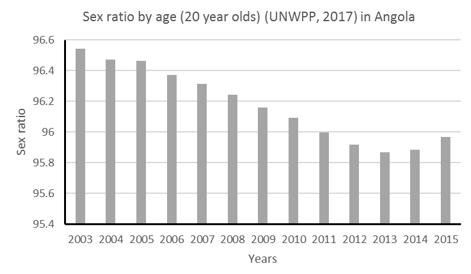 Sex ratio by age (20 year olds) (UNWPP, 2017) in Angola
96.6
96.4
96.2
96
95.8
95.6
95.4
Sex ratio
2003 2004 2005 2006 2007 2008 2009 2010 2011 2012 2013 2014 2015
Years